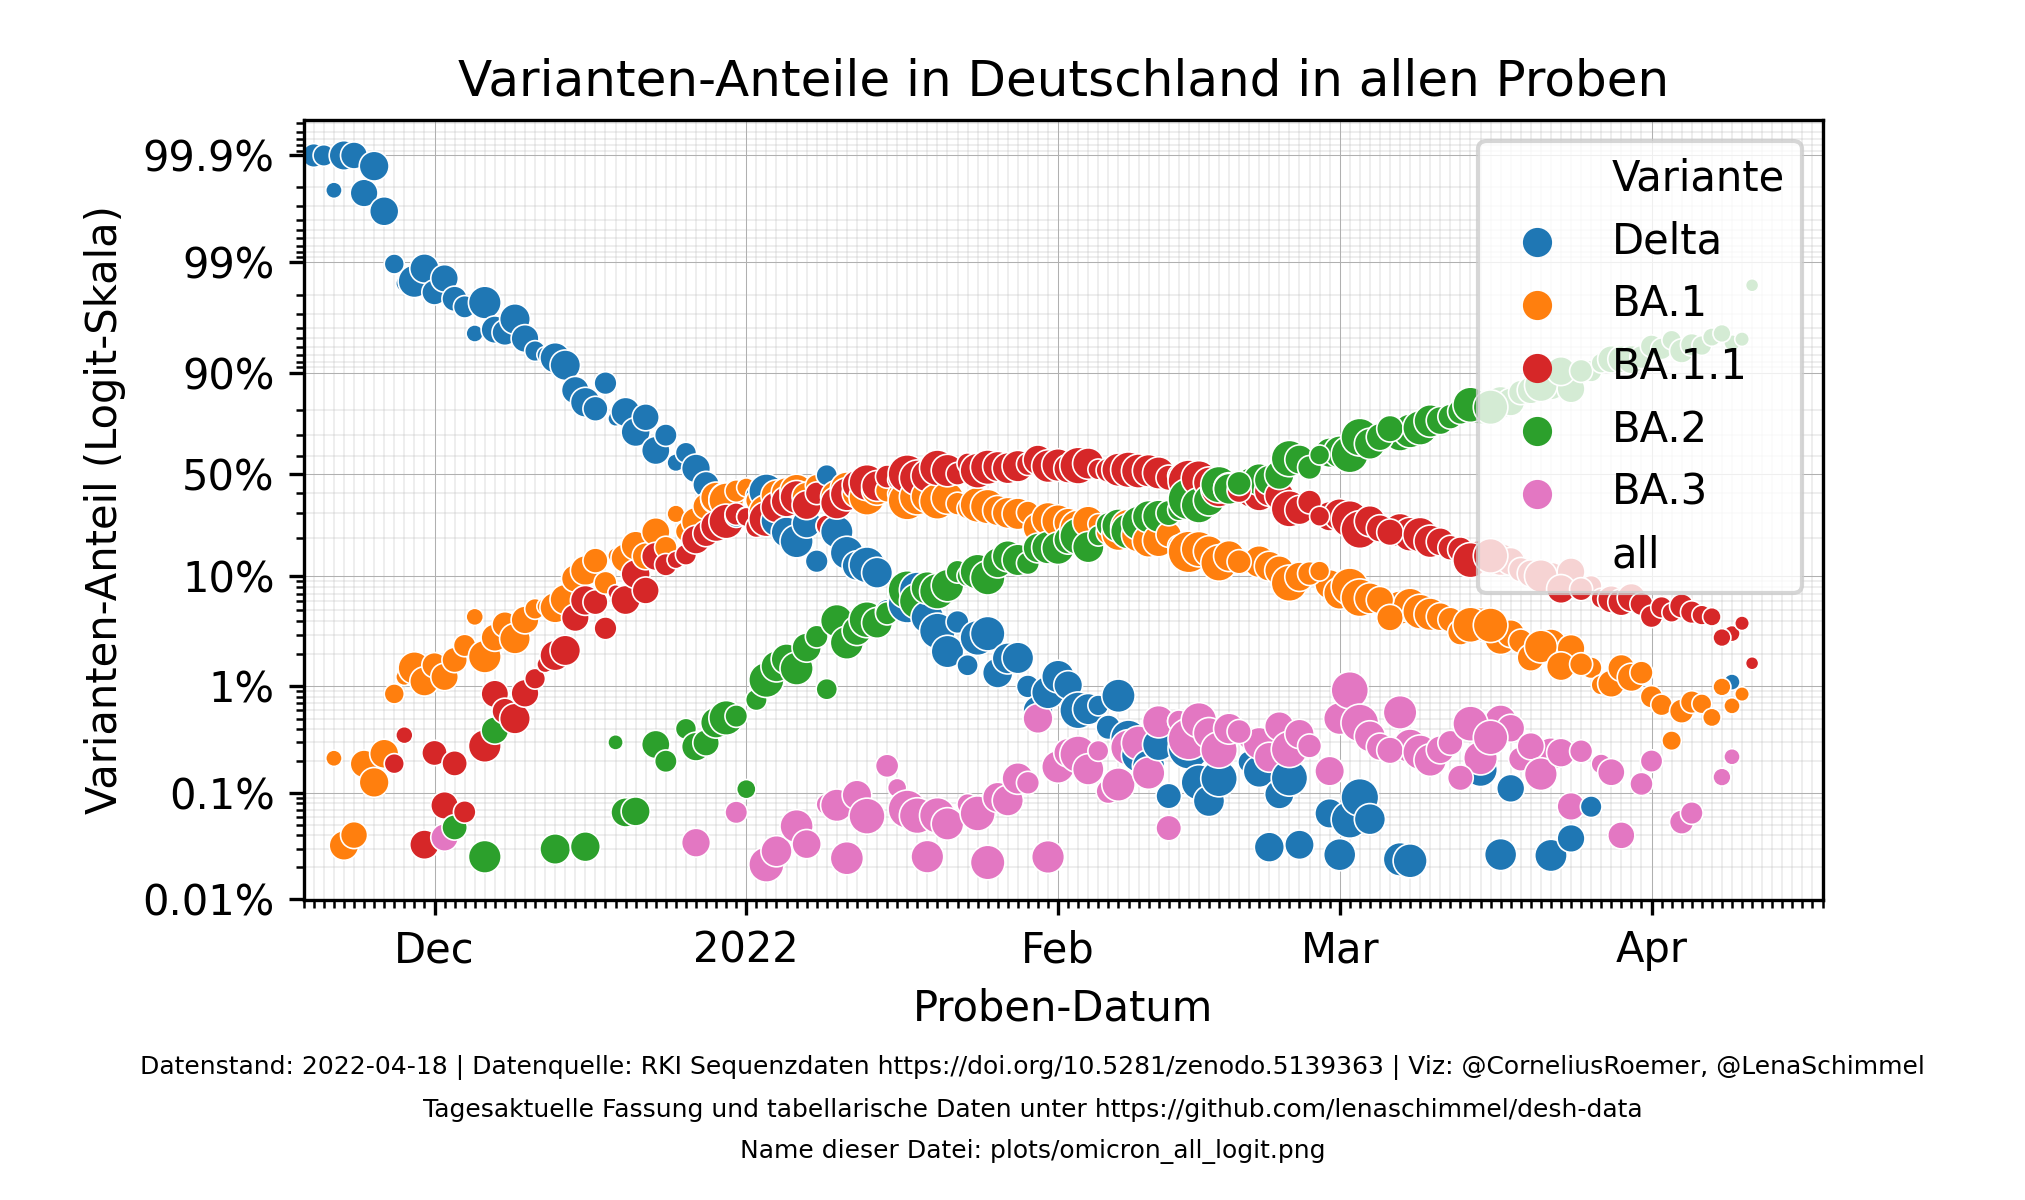 Varianten-Anteile in Deutschland in allen Proben
Varianten-Anteil (Logit-Skala)
99.9%
99%
90%
50%
10%
1%
0.1%
0.01%
Variante
Delta
BA.1
BA.1.1
BA.2
BA.3
all
Dec
2022
Feb
Mar
Apr
Proben-Datum
Datenstand: 2022-04-18 | Datenquelle: RKI Sequenzdaten https://doi.org/10.5281/zenodo.5139363 | Viz: @CorneliusRoemer, @LenaSchimmel
Tagesaktuelle Fassung und tabellarische Daten unter https://github.com/lenaschimmel/desh-data
Name dieser Datei: plots/omicron_all_logit.png